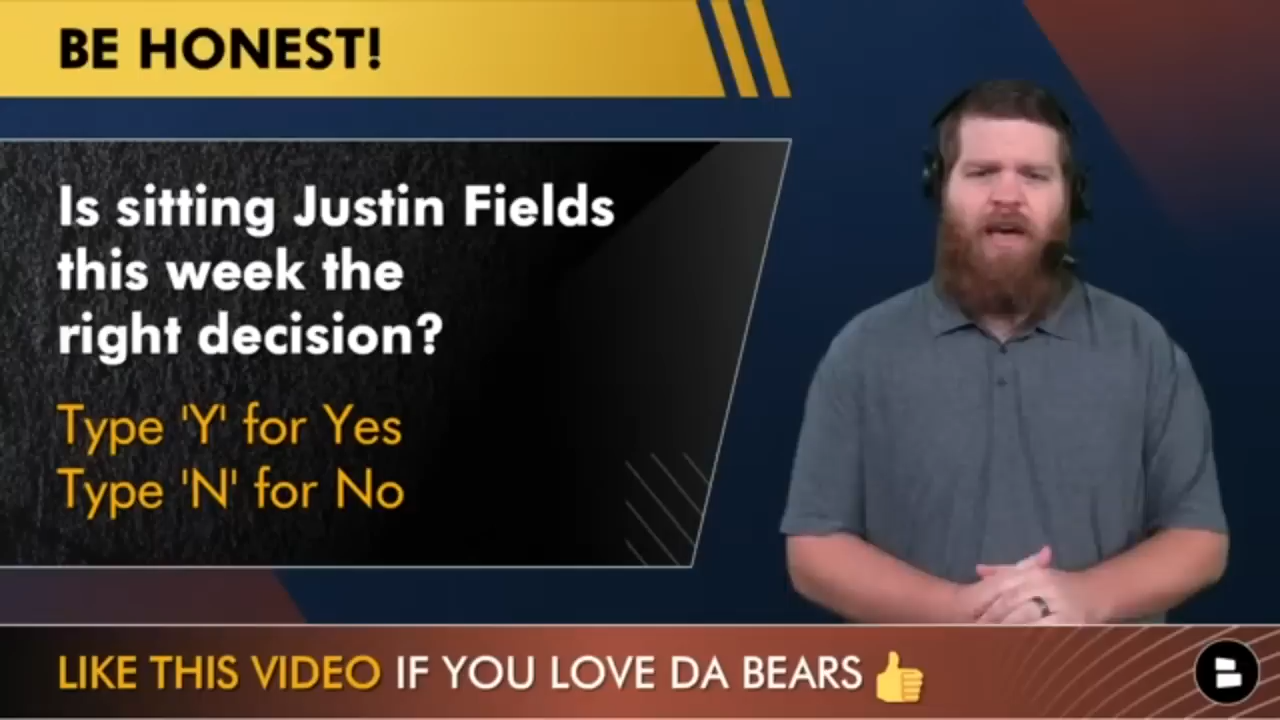 BE HONEST!
Is sitting Justin Fields
this week the
right decision?
Type 'Y' for Yes
Type 'N' for No
LIKE THIS VIDEO IF YOU LOVE DA BEARS